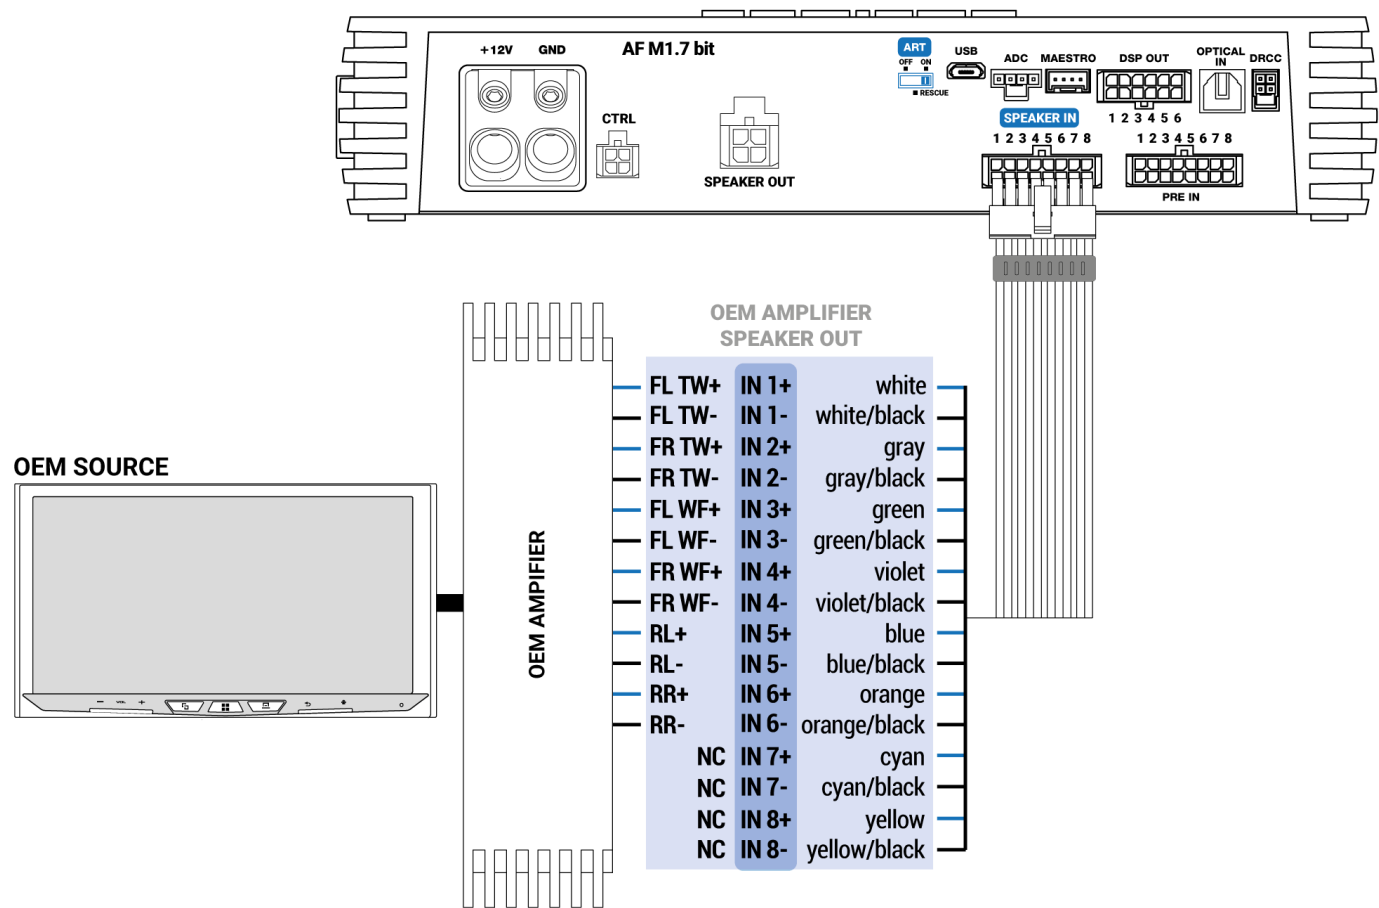 +12V GND
AF M1.7 bit
CTRL
SPEAKER OUT
ART
OFF ON
RESCUE
USB
ADC MAESTRO DSP OUT
OPTICAL
IN
DRCC
SPEAKER IN
1 2 3 4 5 6
1 2 3 4 5 6 7 8
1 2 3 4 5 6 7 8
PRE IN
OEM AMPLIFIER
SPEAKER OUT
FL TW+ IN 1+ white
FL TW- IN 1- white/black
FR TW+ IN 2+ gray
FR TW- IN 2- gray/black
FL WF+ IN 3+ green
FL WF- IN 3- green/black
FR WF+ IN 4+ violet
FR WF- IN 4- violet/black
RL+ IN 5+ blue
RL- IN 5- blue/black
RR+ IN 6+ orange
RR- IN 6- orange/black
NC IN 7+ cyan
NC IN 7- cyan/black
NC IN 8+ yellow
NC IN 8- yellow/black
OEM SOURCE
OEM AMPIFIER
– VOL +